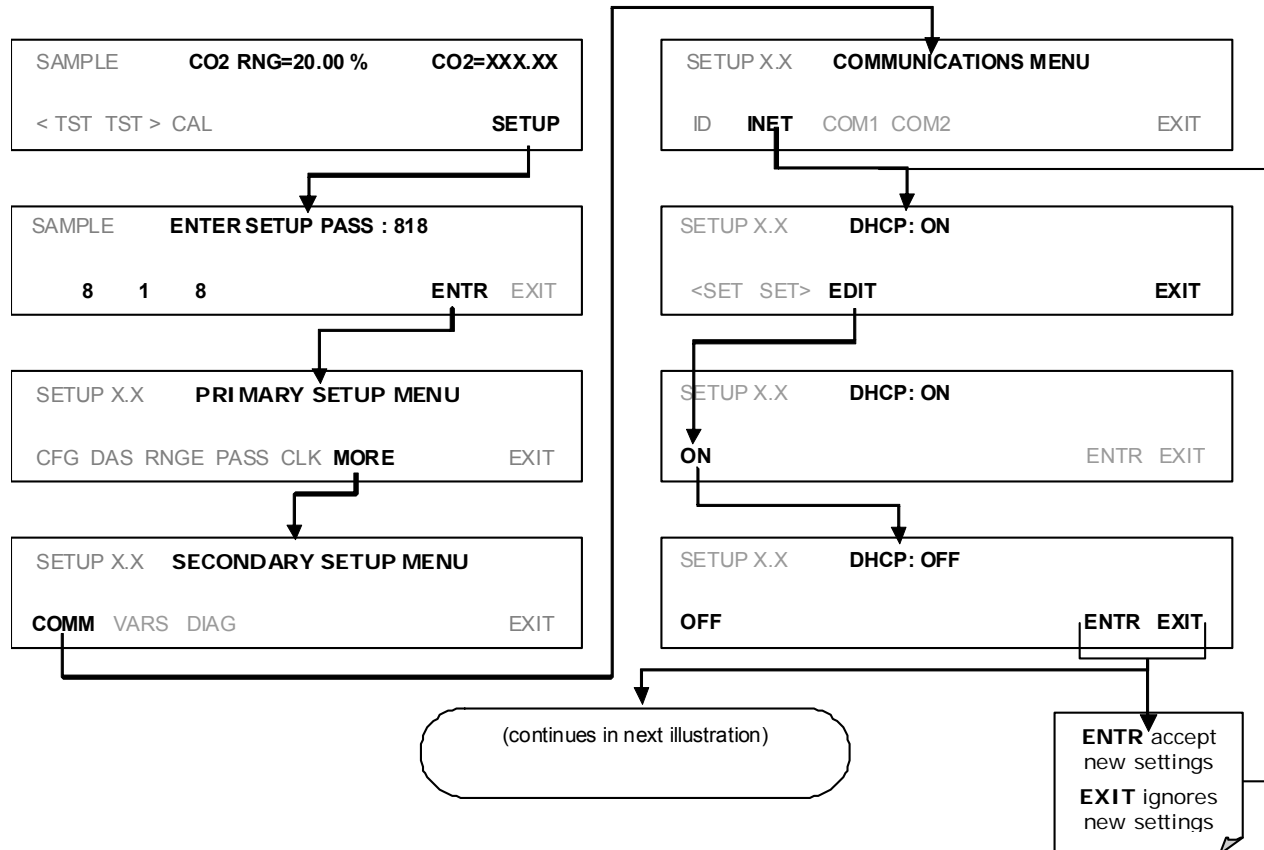 SAMPLE CO2 RNG=20.00 % CO2=XXX.XX
< TST TST > CAL SETUP
SAMPLE ENTER SETUP PASS : 818
8 1 8 ENTR EXIT
SETUP X.X PRIMARY SETUP MENU
CFG DAS RNGE PASS CLK MORE EXIT
SETUP X.X SECONDARY SETUP MENU
COMM VARS DIAG EXIT
SETUP X.X COMMUNICATIONS MENU
ID INET COM1 COM2 EXIT
SETUP X.X DHCP: ON
<SET SET> EDIT EXIT
SETUP X.X DHCP: ON
ON ENTR EXIT
SETUP X.X DHCP: OFF
OFF ENTR EXIT
(continues in next illustration)
ENTR accept
new settings
EXIT ignores
new settings